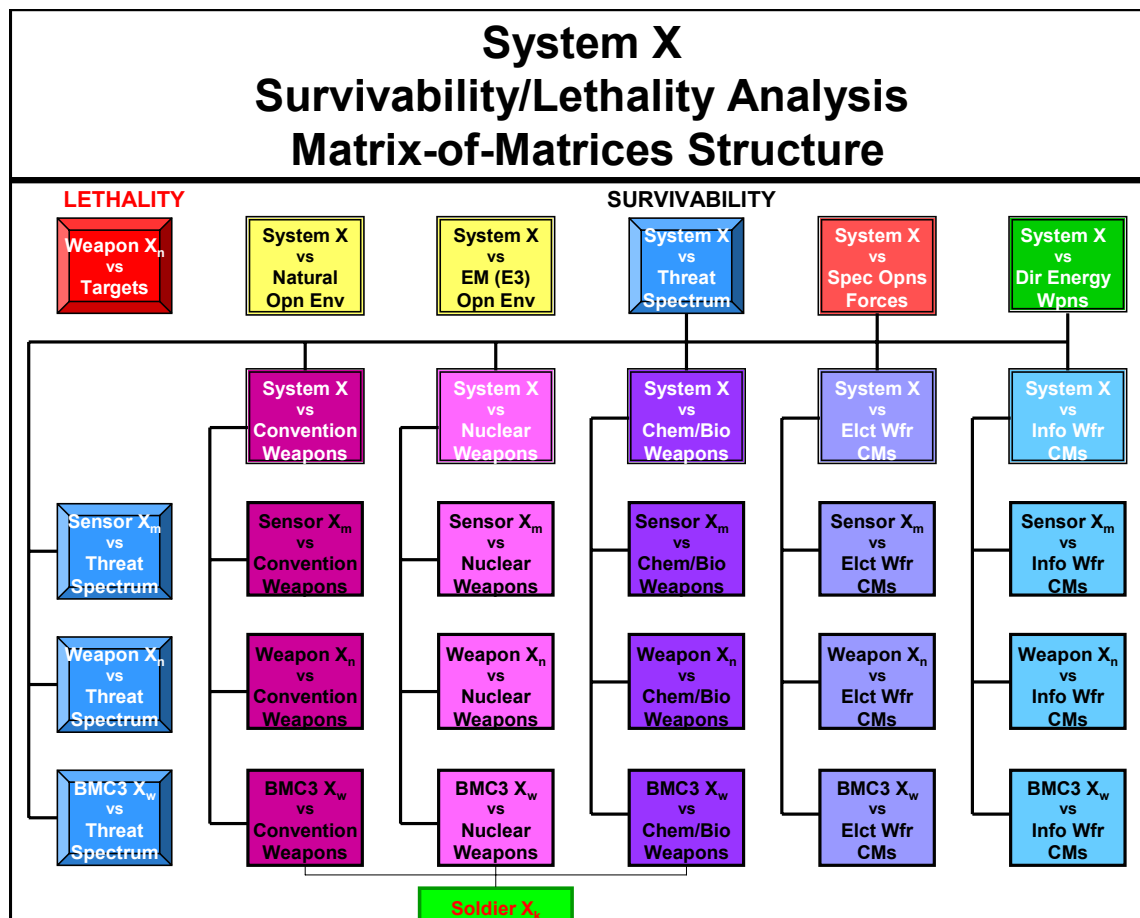 System X
Survivability/Lethality Analysis
Matrix-of-Matrices Structure
LETHALITY
SURVIVABILITY
Weapon Xn
vs
Targets
System X
vs
Natural
Opn Env
System X
vs
EM (E3)
Opn Env
System X
vs
Threat
Spectrum
System X
vs
Spec Opns
Forces
System X
vs
Dir Energy
Wpns
System X
vs
Convention
Weapons
System X
vs
Nuclear
Weapons
System X
vs
Chem/Bio
Weapons
System X
vs
Elct Wfr
CMs
System X
vs
Info Wfr
CMs
Sensor Xm
vs
Threat
Spectrum
Sensor Xm
vs
Convention
Weapons
Sensor Xm
vs
Nuclear
Weapons
Sensor Xm
vs
Chem/Bio
Weapons
Sensor Xm
vs
Elct Wfr
CMs
Sensor Xm
vs
Info Wfr
CMs
Weapon Xn
vs
Threat
Spectrum
Weapon Xn
vs
Convention
Weapons
Weapon Xn
vs
Nuclear
Weapons
Weapon Xn
vs
Chem/Bio
Weapons
Weapon Xn
vs
Elct Wfr
CMs
Weapon Xn
vs
Info Wfr
CMs
BMC3 Xw
vs
Threat
Spectrum
BMC3 Xw
vs
Convention
Weapons
BMC3 Xw
vs
Nuclear
Weapons
BMC3 Xw
vs
Chem/Bio
Weapons
BMC3 Xw
vs
Elct Wfr
CMs
BMC3 Xw
vs
Info Wfr
CMs
Soldier Xk